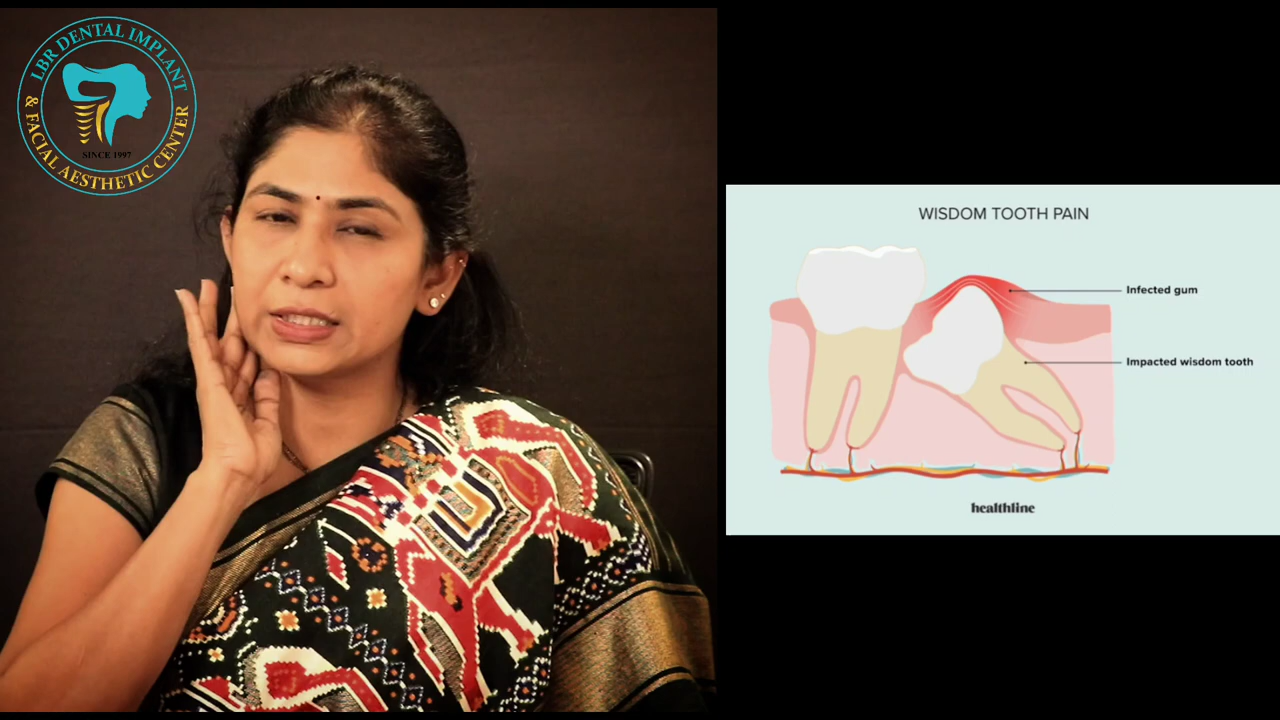 LBR DENTAL IMPLANT
& FACIAL AESTHETIC CENTER
SINCE 1997
WISDOM TOOTH PAIN
Infected gum
Impacted wisdom tooth
healthline